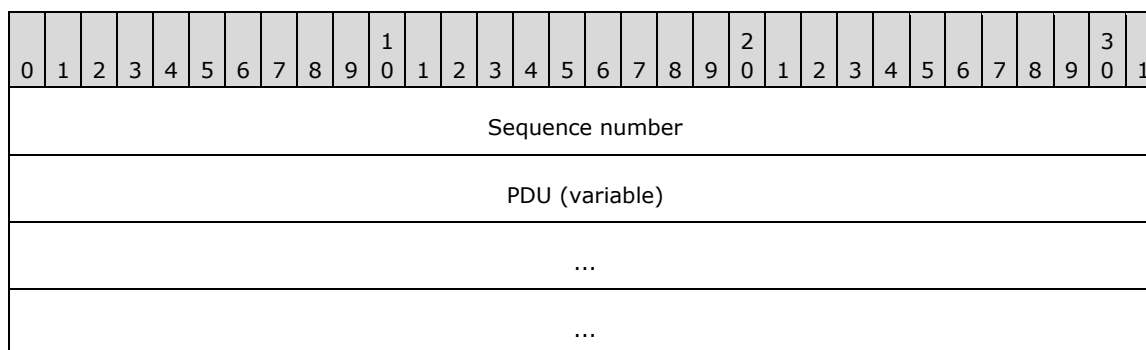 1 2 3
0 1 2 3 4 5 6 7 8 9 0 1 2 3 4 5 6 7 8 9 0 1 2 3 4 5 6 7 8 9 0 1
Sequence number
PDU (variable)
...
...